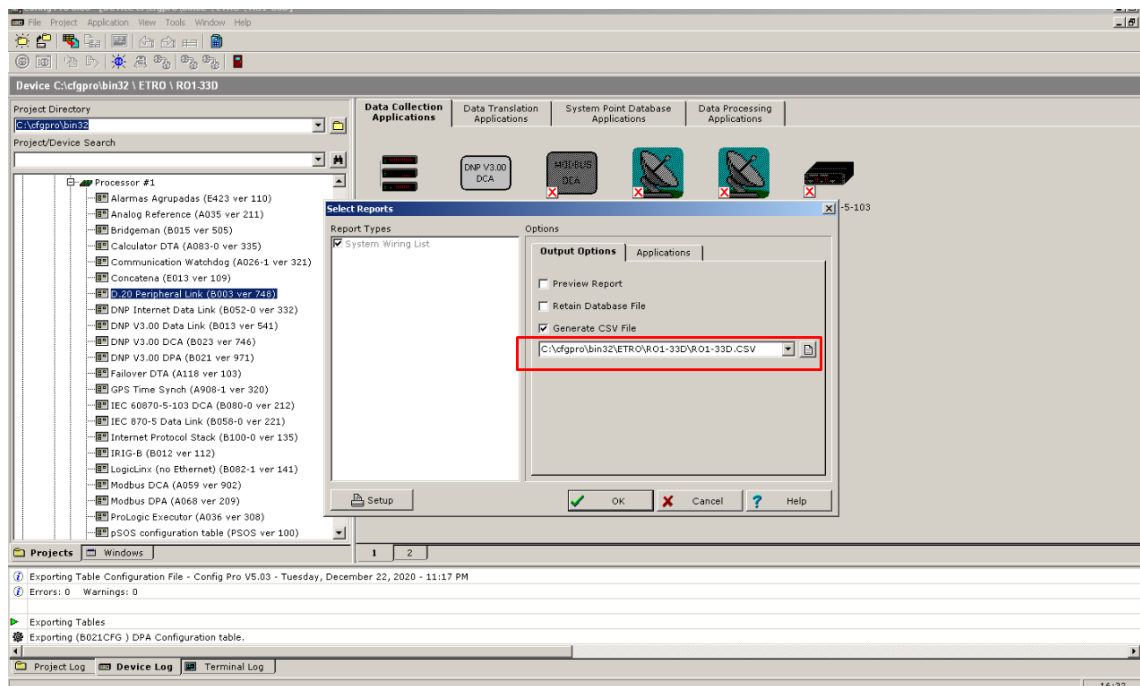 File Project Application View Tools Window Help
Device C:\cfgpro\bin32 \ ETRO \ RO1-33D
Project Directory
C:\cfgpro\bin32
Project/Device Search
Processor #1
Alarmas Agrupadas (E423 ver 110)
Analog Reference (A035 ver 211)
Bridgeman (B015 ver 505)
Calculator DTA (A083-0 ver 335)
Communication Watchdog (A026-1 ver 321)
Concatena (E013 ver 109)
D.20 Peripheral Link (B003 ver 748)
DNP Internet Data Link (B052-0 ver 332)
DNP V3.00 Data Link (B013 ver 541)
DNP V3.00 DCA (B023 ver 746)
DNP V3.00 DPA (B021 ver 971)
Failover DTA (A118 ver 103)
GPS Time Synch (A908-1 ver 320)
IEC 60870-5-103 DCA (B080-0 ver 212)
IEC 870-5 Data Link (B058-0 ver 221)
Internet Protocol Stack (B100-0 ver 135)
IRIG-B (B012 ver 112)
LogicLinx (no Ethernet) (B082-1 ver 141)
Modbus DCA (A059 ver 902)
Modbus DPA (A068 ver 209)
ProLogic Executor (A036 ver 308)
pSOS configuration table (PSOS ver 100)
Projects Windows
Data Collection Applications
Data Translation Applications
System Point Database Applications
Data Processing Applications
DNP V3.00 DCA
MODBUS DCA
-5-103
Select Reports
Report Types
System Wiring List
Options
Output Options Applications
Preview Report
Retain Database File
Generate CSV File
C:\cfgpro\bin32\ETRO\RO1-33D\RO1-33D.CSV
Setup
OK Cancel Help
1 2
Exporting Table Configuration File - Config Pro V5.03 - Tuesday, December 22, 2020 - 11:17 PM
Errors: 0 Warnings: 0
Exporting Tables
Exporting (B021CFG ) DPA Configuration table.
Project Log Device Log Terminal Log